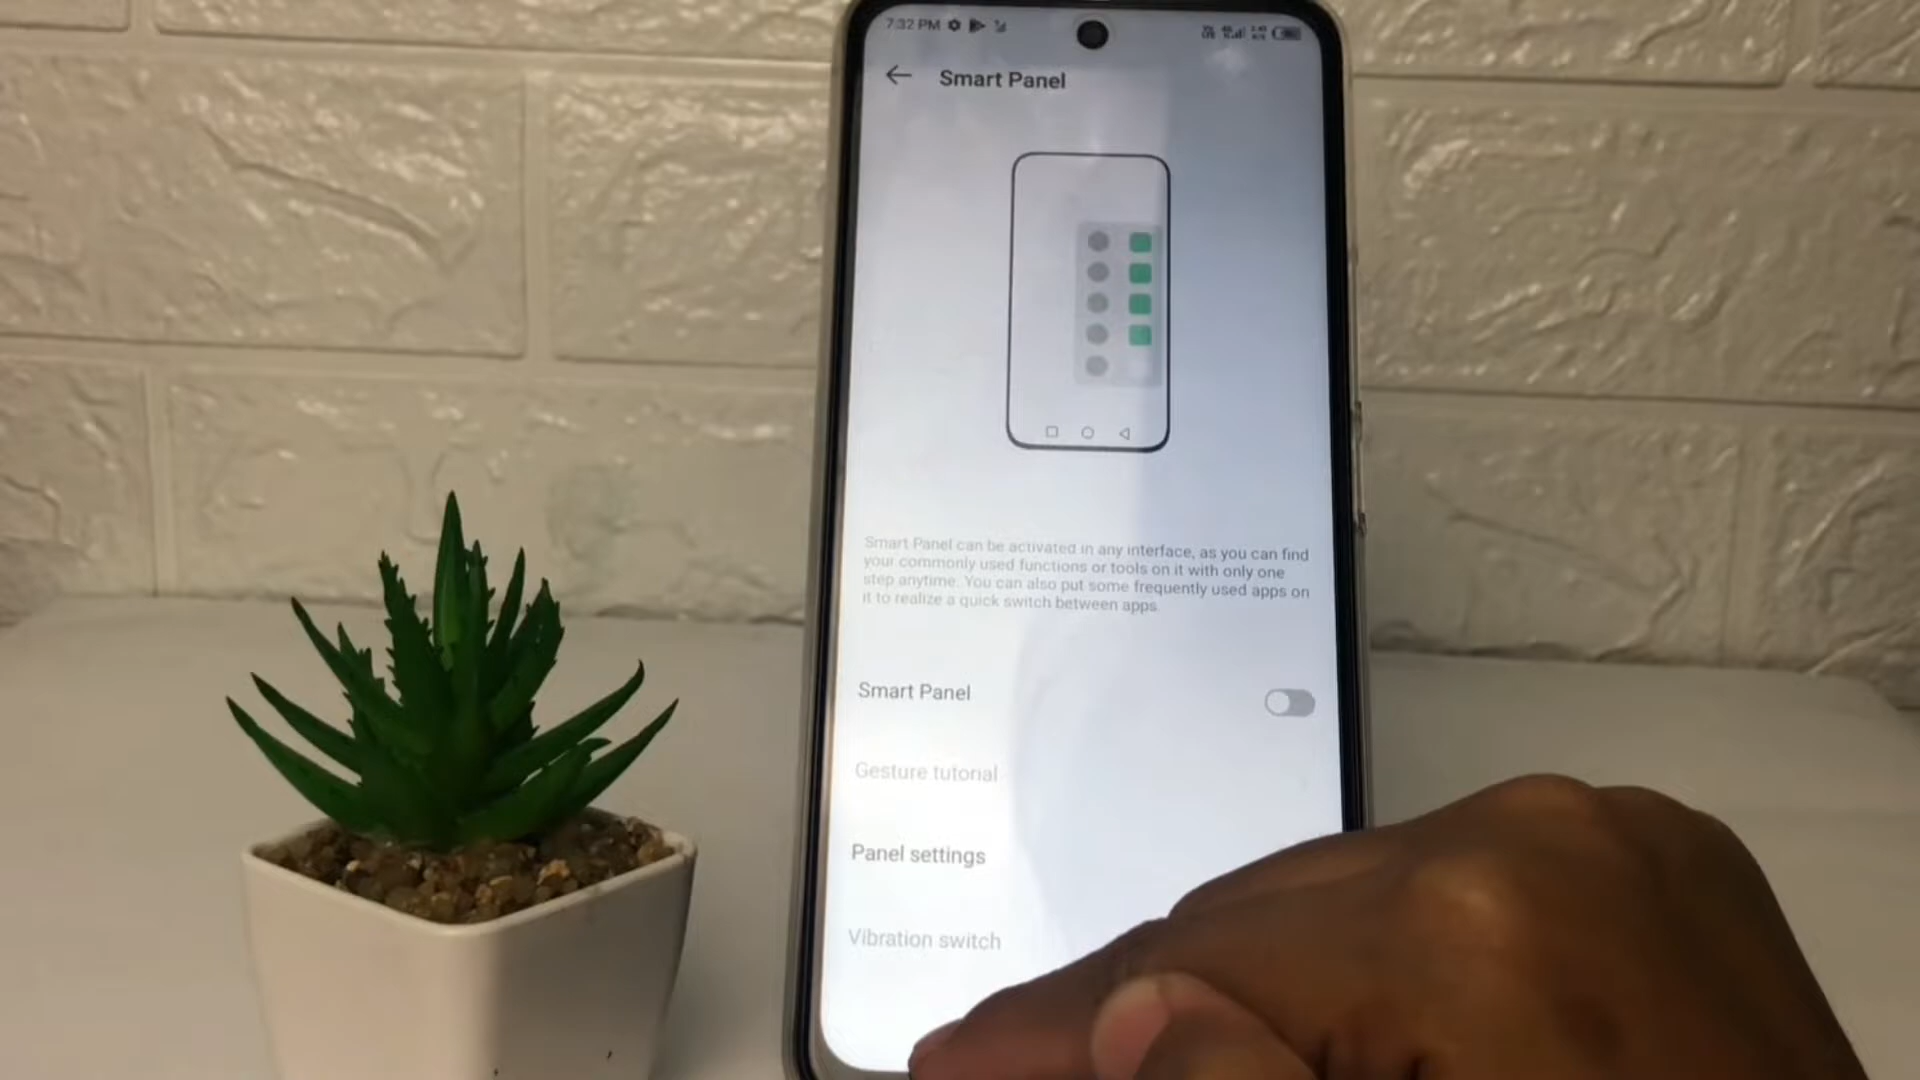 7:32 PM
Smart Panel
Smart Panel can be activated in any interface, as you can find
your commonly used functions or tools on it with only one
step anytime. You can also put some frequently used apps on
it to realize a quick switch between apps.
Smart Panel
Gesture tutorial
Panel settings
Vibration switch